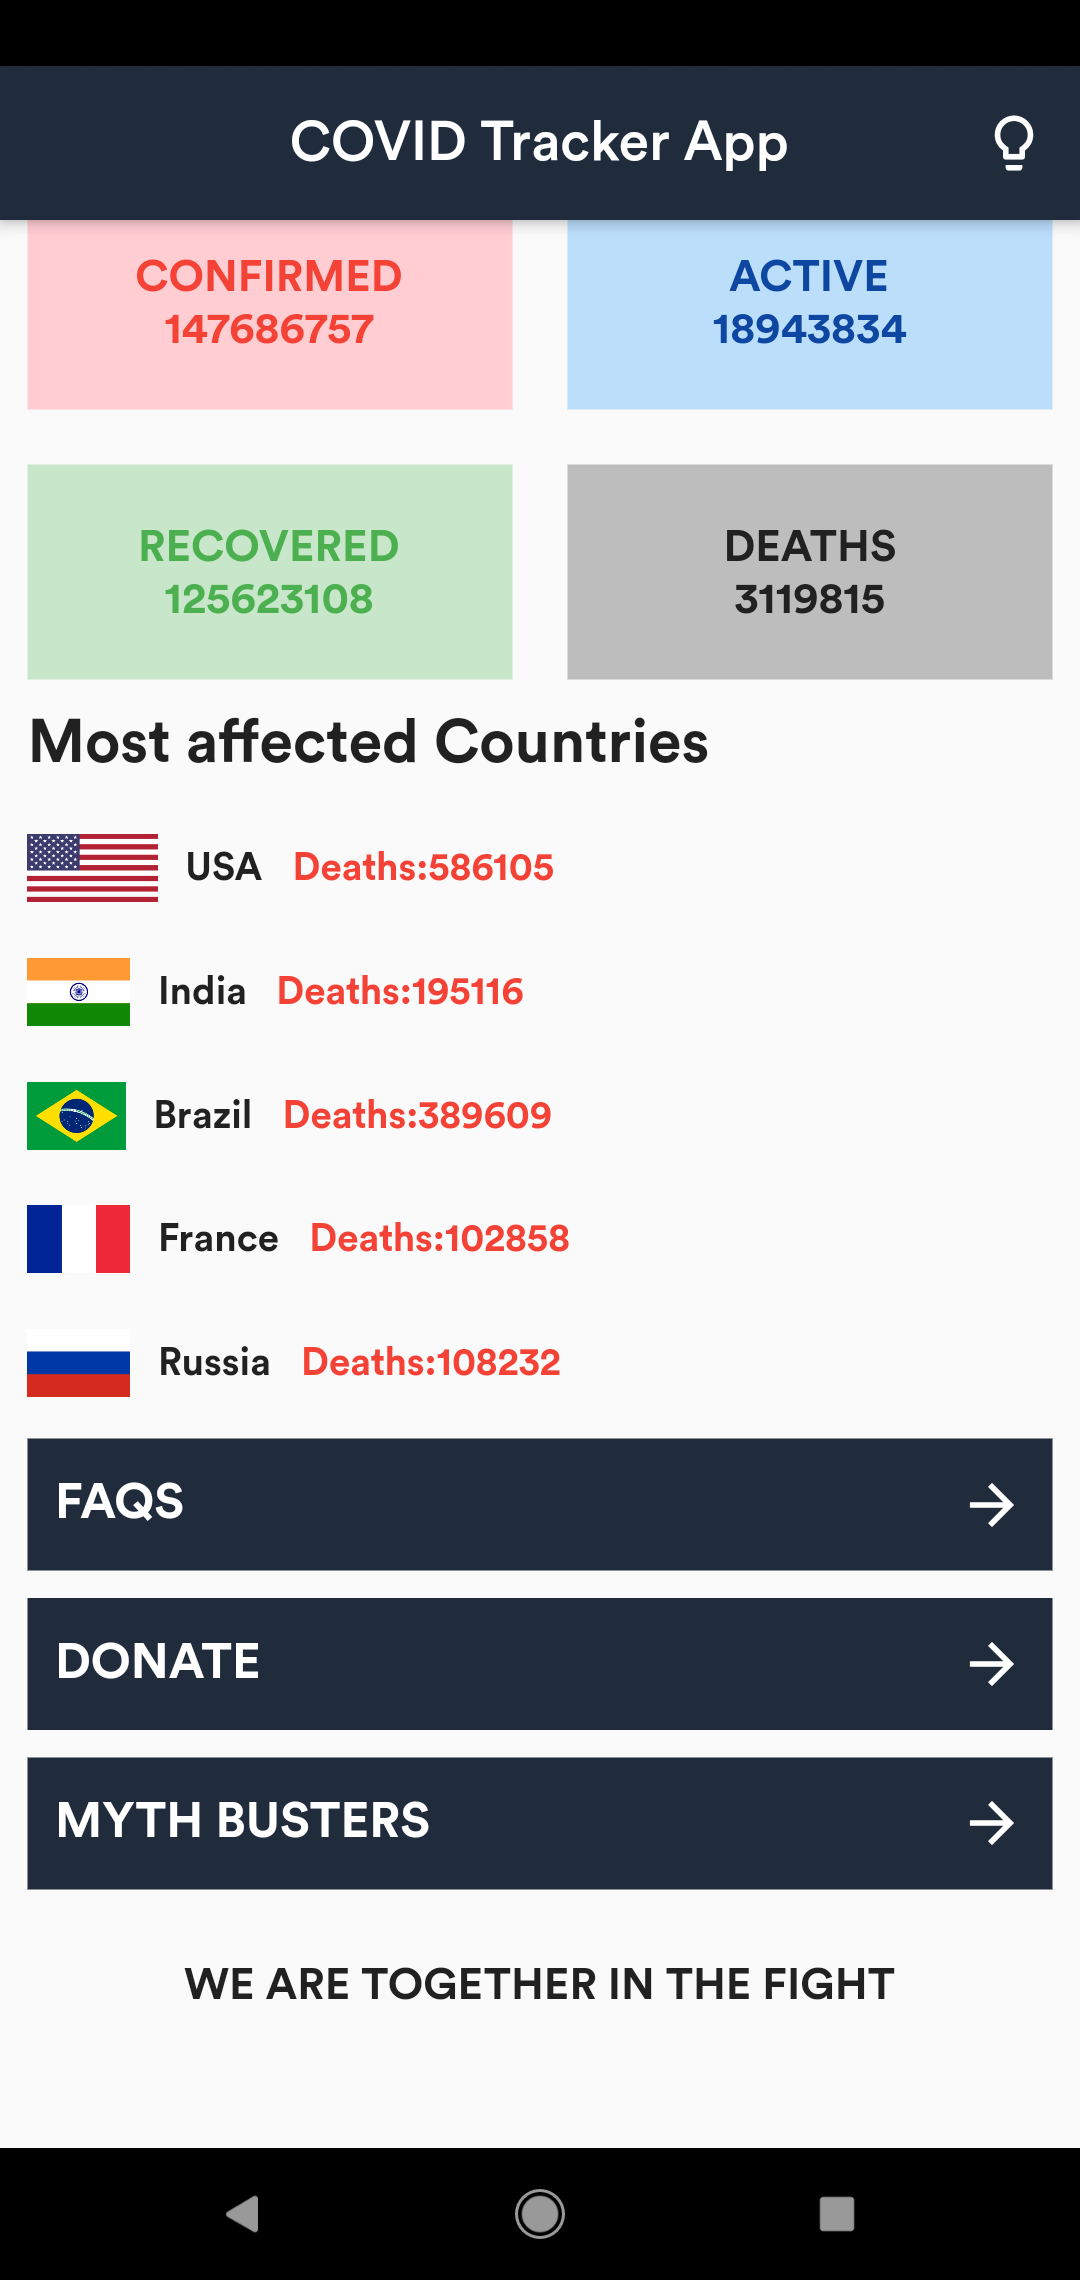 COVID Tracker App
CONFIRMED
147686757
ACTIVE
18943834
RECOVERED
125623108
DEATHS
3119815
Most affected Countries
USA Deaths:586105
India Deaths:195116
Brazil Deaths:389609
France Deaths:102858
Russia Deaths:108232
FAQS
DONATE
MYTH BUSTERS
WE ARE TOGETHER IN THE FIGHT